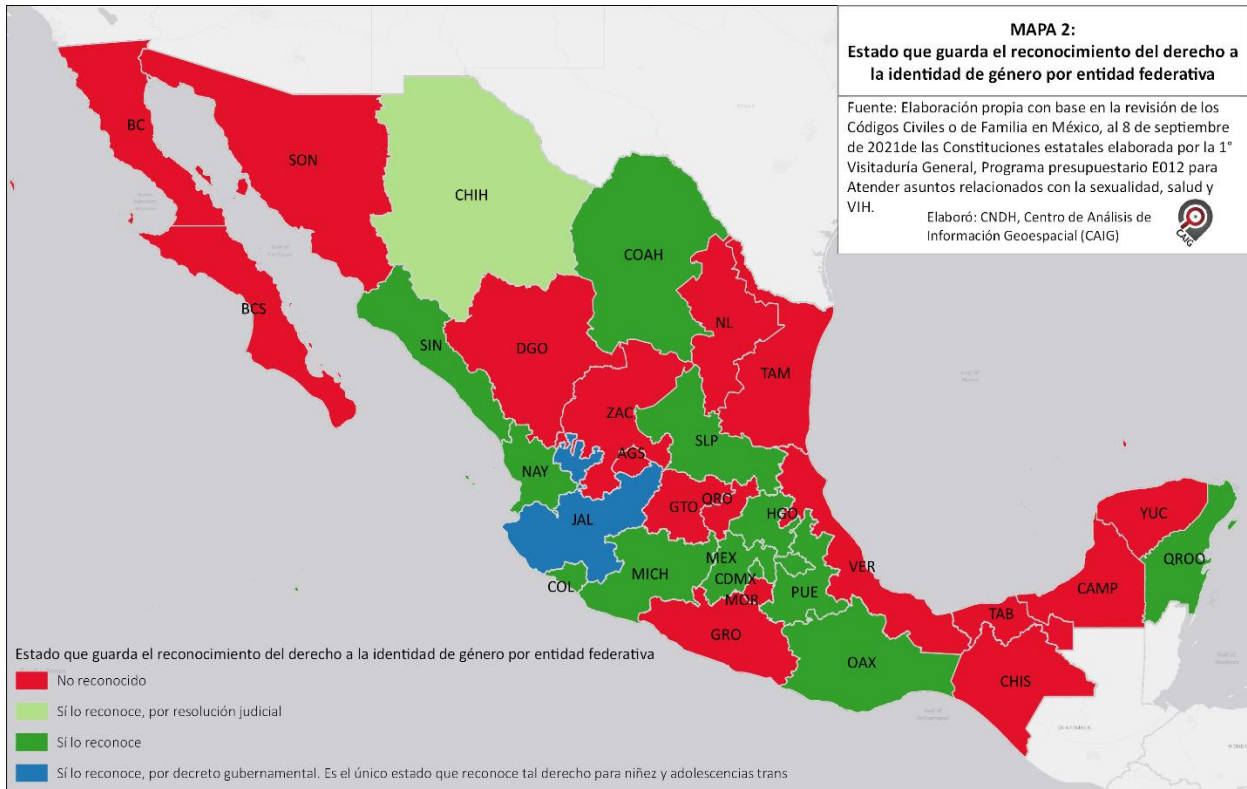 MAPA 2:
Estado que guarda el reconocimiento del derecho a
la identidad de género por entidad federativa
Fuente: Elaboración propia con base en la revisión de los
Códigos Civiles o de Familia en México, al 8 de septiembre
de 2021de las Constituciones estatales elaborada por la 1°
Visitaduría General, Programa presupuestario E012 para
Atender asuntos relacionados con la sexualidad, salud y
VIH.
Elaboró: CNDH, Centro de Análisis de
Información Geoespacial (CAIG)
CAIG
BC
SON
CHIH
COAH
BCS
SIN
DGO
NL
TAM
ZAC
SLP
AGS
NAY
JAL
GTO
QRO
HGO
YUC
QROO
COL
MICH
MEX
CDMX
MOR
PUE
VER
CAMP
TAB
GRO
OAX
CHIS
Estado que guarda el reconocimiento del derecho a la identidad de género por entidad federativa
No reconocido
Sí lo reconoce, por resolución judicial
Sí lo reconoce
Sí lo reconoce, por decreto gubernamental. Es el único estado que reconoce tal derecho para niñez y adolescencias trans